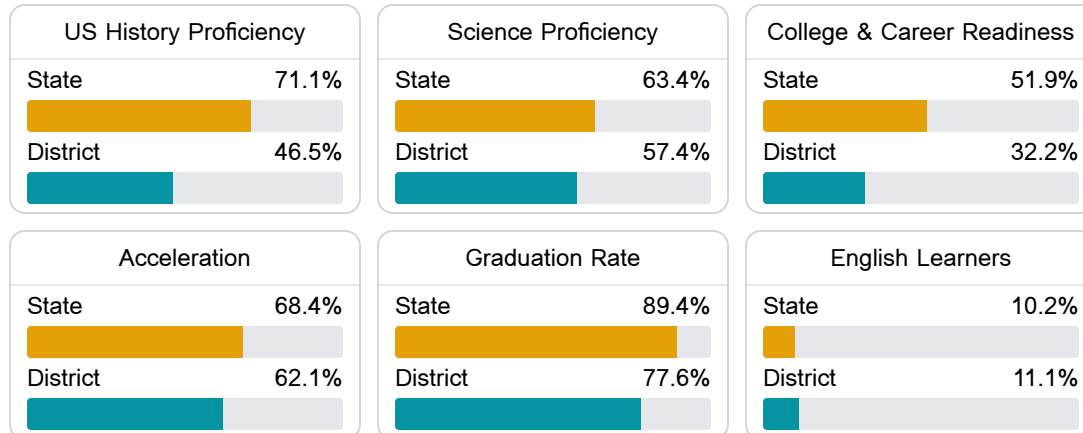 US History Proficiency
State 71.1%
District 46.5%
Science Proficiency
State 63.4%
District 57.4%
College & Career Readiness
State 51.9%
District 32.2%
Acceleration
State 68.4%
District 62.1%
Graduation Rate
State 89.4%
District 77.6%
English Learners
State 10.2%
District 11.1%